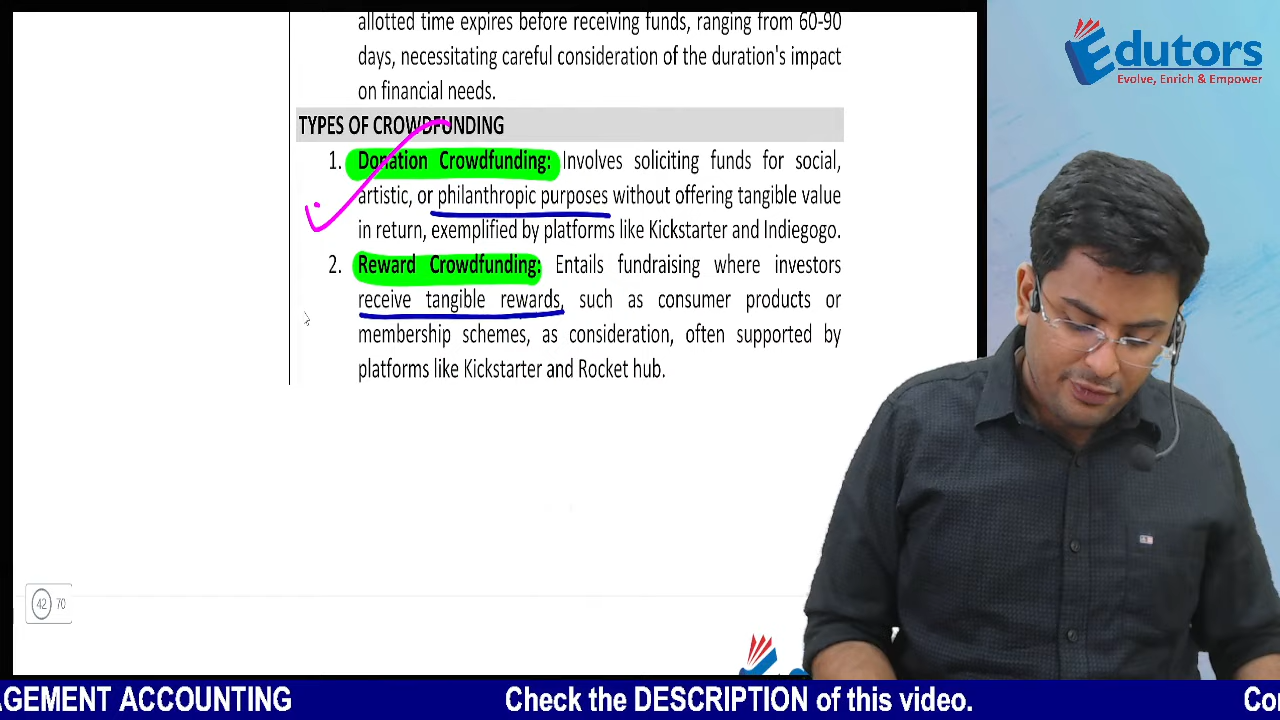 allotted time expires before receiving funds, ranging from 60-90
days, necessitating careful consideration of the duration's impact
on financial needs.
TYPES OF CROWDFUNDING
1. Donation Crowdfunding: Involves soliciting funds for social,
artistic, or philanthropic purposes without offering tangible value
in return, exemplified by platforms like Kickstarter and Indiegogo.
2. Reward Crowdfunding: Entails fundraising where investors
receive tangible rewards, such as consumer products or
membership schemes, as consideration, often supported by
platforms like Kickstarter and Rocket hub.
Edutors
Evolve, Enrich & Empower
42 70
AGEMENT ACCOUNTING Check the DESCRIPTION of this video. Co